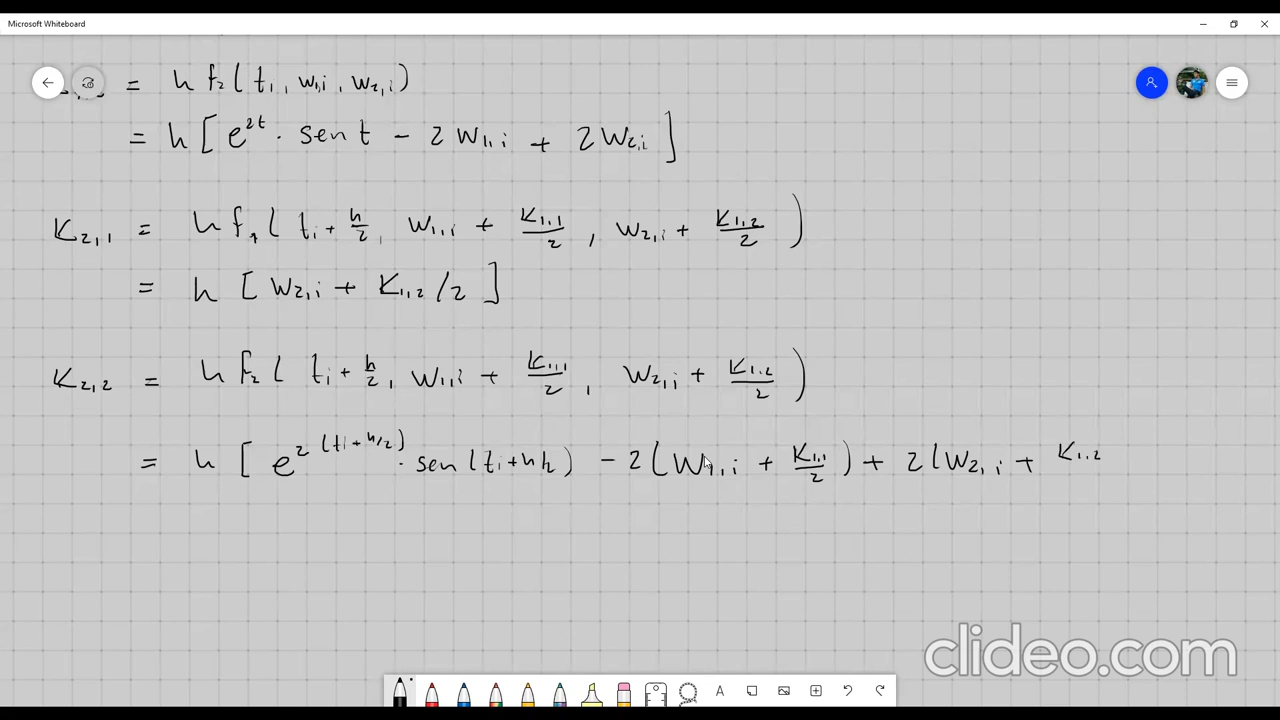 Microsoft Whiteboard
= h f₂ ( tᵢ , w₁,ᵢ , w₂,ᵢ )
= h [ e^{2t} · sen t - 2 w₁,ᵢ + 2 w₂,ᵢ ]
K₂,₁ = h f₁ ( tᵢ + h/2 , w₁,ᵢ + K₁,₁/2 , w₂,ᵢ + K₁,₂/2 )
= h [ w₂,ᵢ + K₁,₂/2 ]
K₂,₂ = h f₂ ( tᵢ + h/2 , w₁,ᵢ + K₁,₁/2 , w₂,ᵢ + K₁,₂/2 )
= h [ e^{2(tᵢ + h/2)} · sen ( tᵢ + h/2 ) - 2 ( w₁,ᵢ + K₁,₁/2 ) + 2 ( w₂,ᵢ + K₁,₂
clideo.com